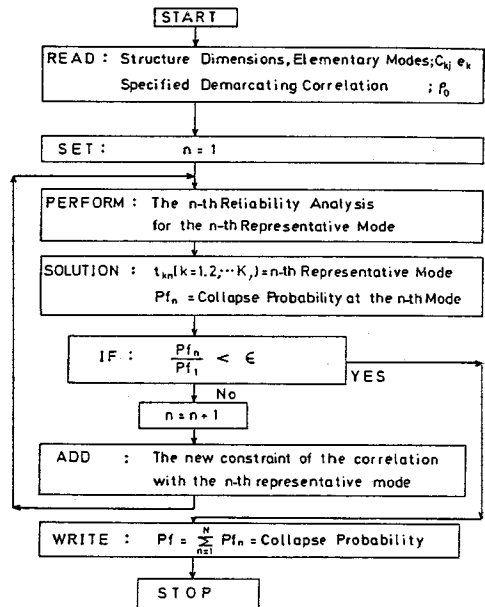 START
READ : Structure Dimensions, Elementary Modes; C_kj e_k
Specified Demarcating Correlation ; ρ_0
SET : n = 1
PERFORM : The n-th Reliability Analysis
for the n-th Representative Mode
SOLUTION : t_kn(k=1.2,⋯K,)=n-th Representative Mode
Pf_n = Collapse Probability at the n-th Mode
IF : Pf_n / Pf_1 < ϵ
YES
No
n = n + 1
ADD : The new constraint of the correlation
with the n-th representative mode
WRITE : Pf = Σ_{n=1}^{N} Pf_n = Collapse Probability
STOP